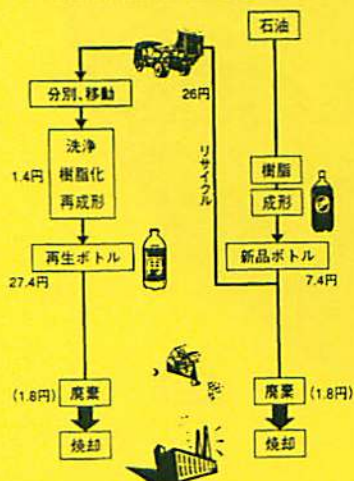 石油
分別、移動
26円
洗浄
樹脂化
再成形
1.4円
リサイクル
樹脂
成形
再生ボトル
27.4円
新品ボトル
7.4円
(1.8円)
廃棄
廃棄
(1.8円)
焼却
焼却